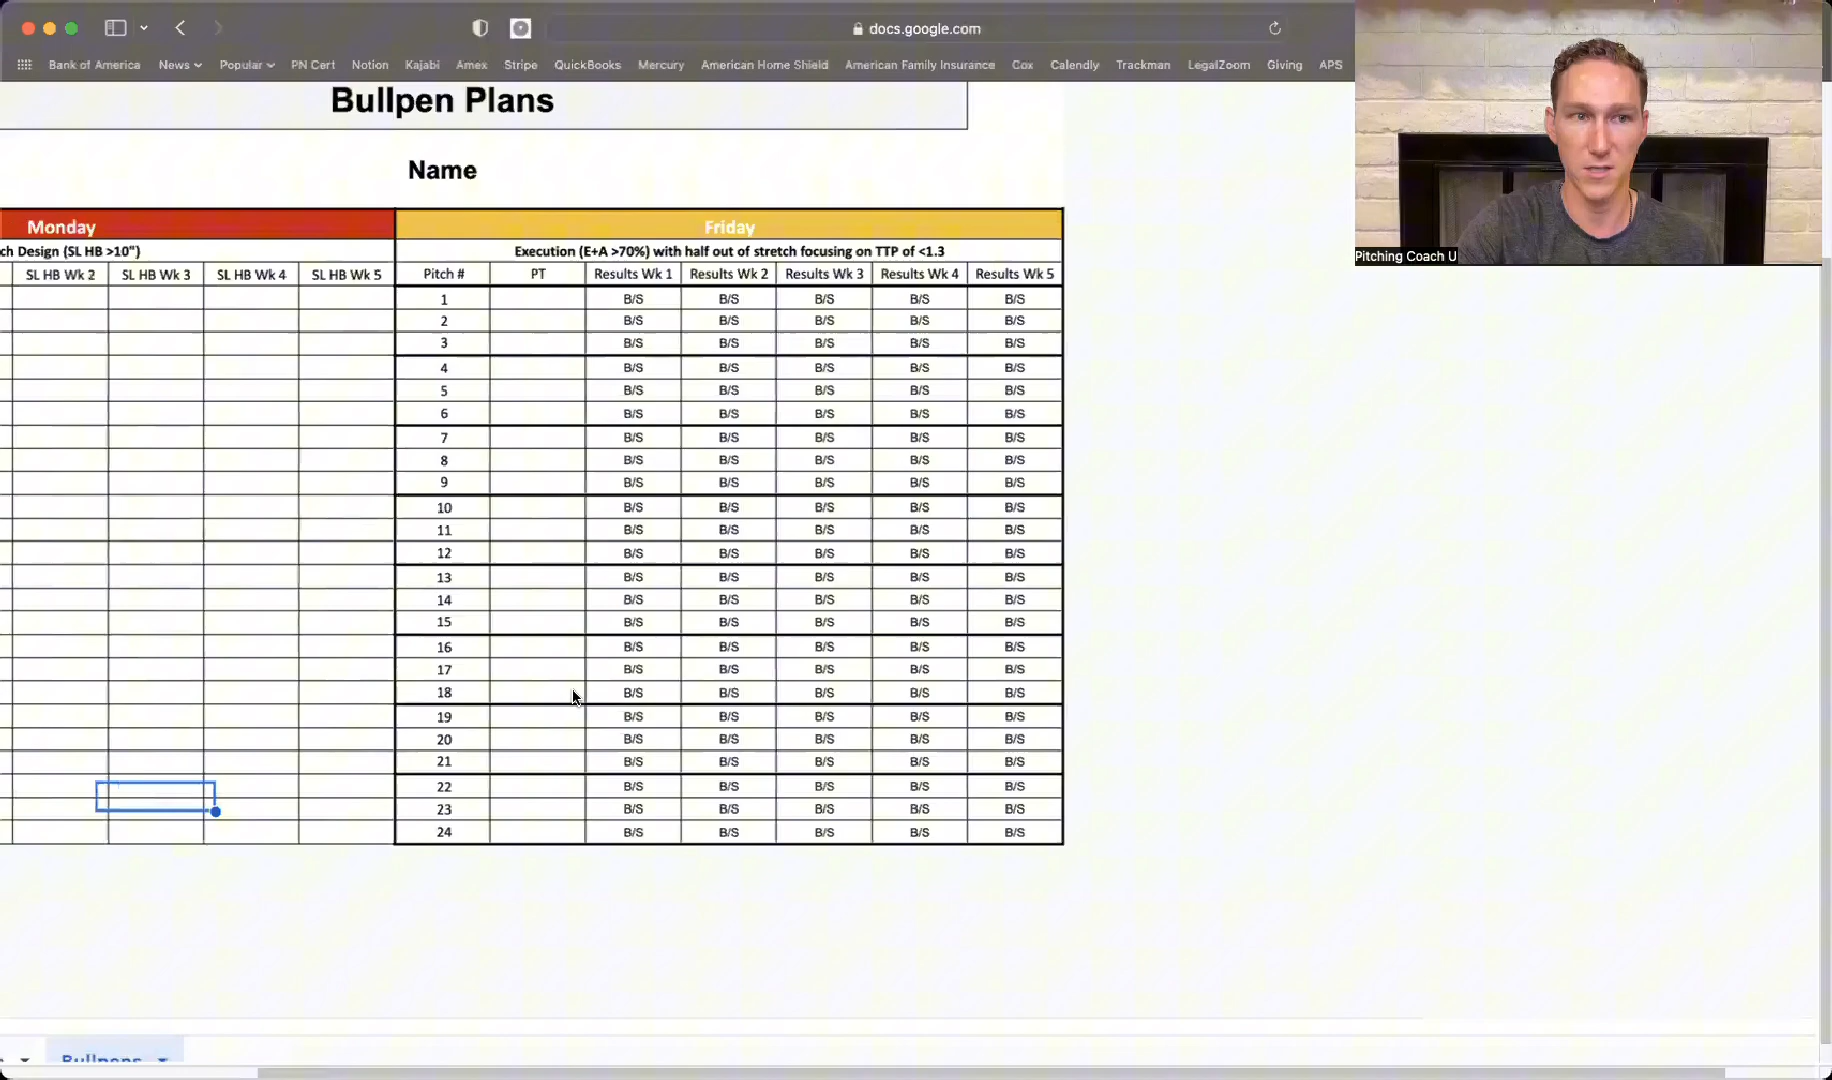 docs.google.com
Bank of America News Popular PN Cert Notion Kajabi Amex Stripe QuickBooks Mercury American Home Shield American Family Insurance Cox Calendly Trackman LegalZoom Giving APS
Bullpen Plans
Name
Monday Friday
ch Design (SL HB >10") Execution (E+A >70%) with half out of stretch focusing on TTP of <1.3
SL HB Wk 2 SL HB Wk 3 SL HB Wk 4 SL HB Wk 5 Pitch # PT Results Wk 1 Results Wk 2 Results Wk 3 Results Wk 4 Results Wk 5
1 B/S B/S B/S B/S B/S
2 B/S B/S B/S B/S B/S
3 B/S B/S B/S B/S B/S
4 B/S B/S B/S B/S B/S
5 B/S B/S B/S B/S B/S
6 B/S B/S B/S B/S B/S
7 B/S B/S B/S B/S B/S
8 B/S B/S B/S B/S B/S
9 B/S B/S B/S B/S B/S
10 B/S B/S B/S B/S B/S
11 B/S B/S B/S B/S B/S
12 B/S B/S B/S B/S B/S
13 B/S B/S B/S B/S B/S
14 B/S B/S B/S B/S B/S
15 B/S B/S B/S B/S B/S
16 B/S B/S B/S B/S B/S
17 B/S B/S B/S B/S B/S
18 B/S B/S B/S B/S B/S
19 B/S B/S B/S B/S B/S
20 B/S B/S B/S B/S B/S
21 B/S B/S B/S B/S B/S
22 B/S B/S B/S B/S B/S
23 B/S B/S B/S B/S B/S
24 B/S B/S B/S B/S B/S
Bullpens
Pitching Coach U